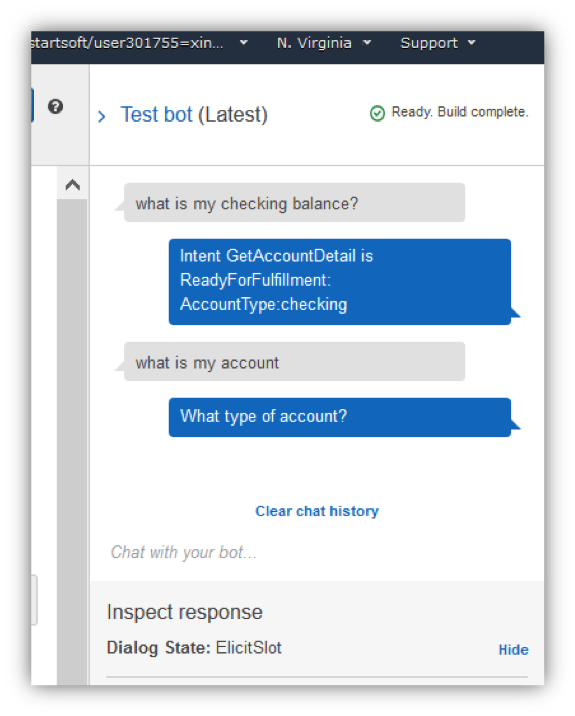 startsoft/user301755=xin... N. Virginia Support
Test bot (Latest) Ready. Build complete.
what is my checking balance?
Intent GetAccountDetail is
ReadyForFulfillment:
AccountType:checking
what is my account
What type of account?
Clear chat history
Chat with your bot...
Inspect response
Dialog State: ElicitSlot Hide